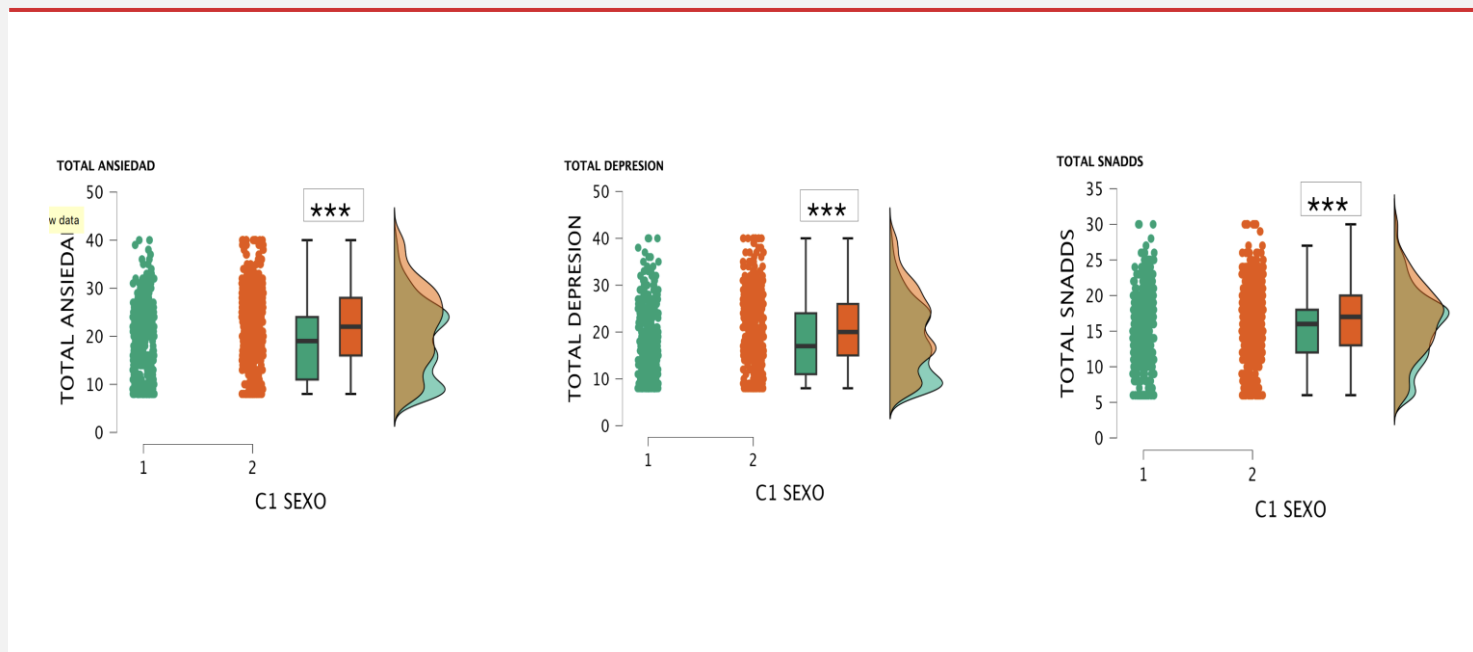 TOTAL ANSIEDAD
50
***
w data
40
30
20
10
0
TOTAL ANSIEDAD
1 2
C1 SEXO
TOTAL DEPRESION
50
***
40
30
20
10
0
TOTAL DEPRESION
1 2
C1 SEXO
TOTAL SNADDS
35
***
30
25
20
15
10
5
0
TOTAL SNADDS
1 2
C1 SEXO